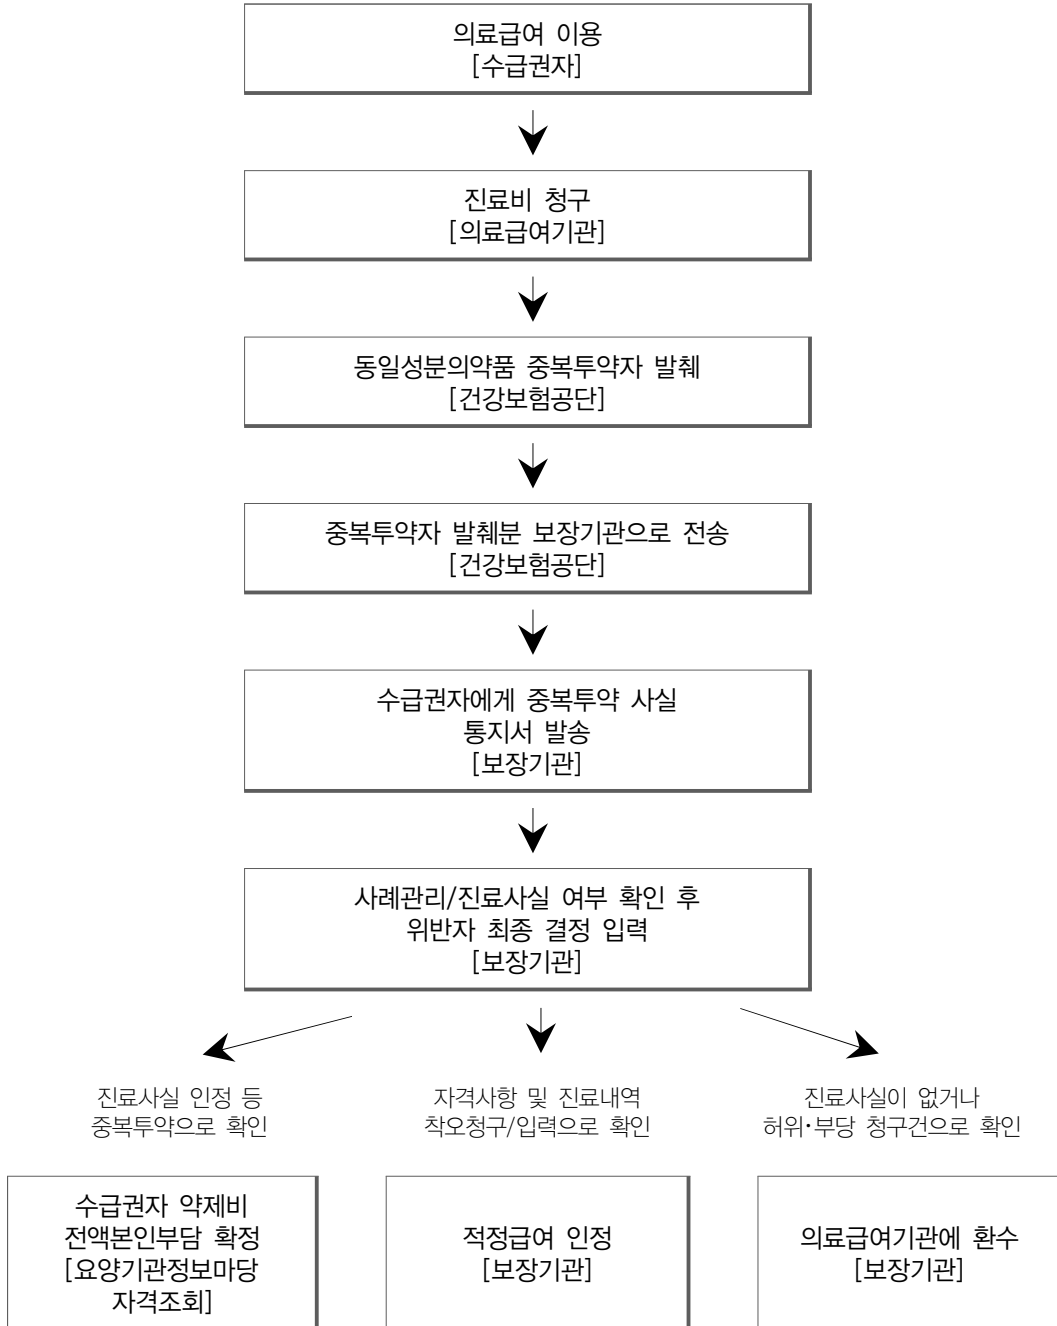 의료급여 이용
[수급권자]
진료비 청구
[의료급여기관]
동일성분의약품 중복투약자 발췌
[건강보험공단]
중복투약자 발췌분 보장기관으로 전송
[건강보험공단]
수급권자에게 중복투약 사실
통지서 발송
[보장기관]
사례관리/진료사실 여부 확인 후
위반자 최종 결정 입력
[보장기관]
진료사실 인정 등
중복투약으로 확인
자격사항 및 진료내역
착오청구/입력으로 확인
진료사실이 없거나
허위·부당 청구건으로 확인
수급권자 약제비
전액본인부담 확정
[요양기관정보마당
자격조회]
적정급여 인정
[보장기관]
의료급여기관에 환수
[보장기관]